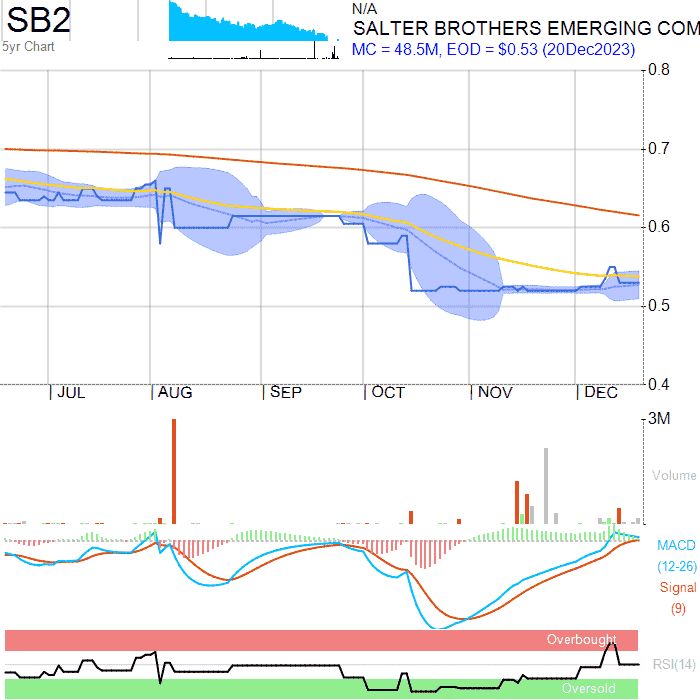 SB2
5yr Chart
N/A
SALTER BROTHERS EMERGING COM
MC = 48.5M, EOD = $0.53 (20Dec2023)
0.8
0.7
0.6
0.5
0.4
JUL AUG SEP OCT NOV DEC
3M
Volume
MACD
(12-26)
Signal
(9)
Overbought
RSI(14)
Oversold